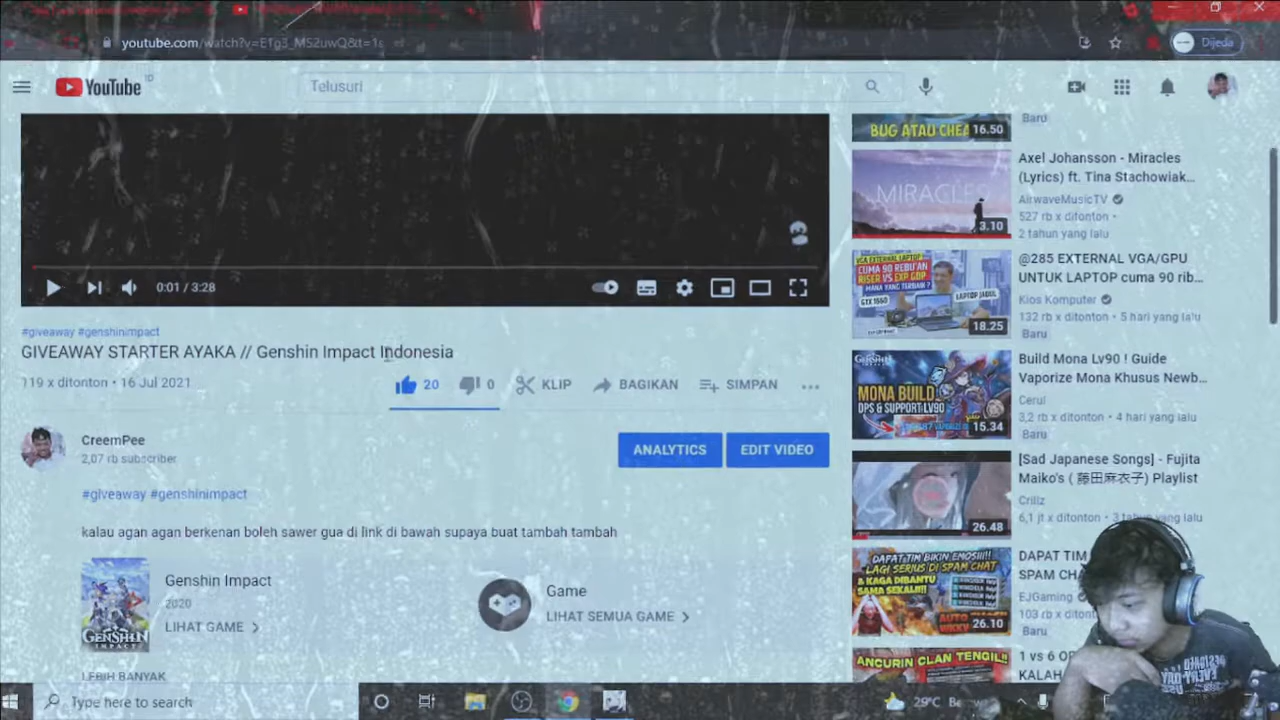 youtube.com/watch?v=E1g3_MS2uwQ&t=1s
Dijeda
YouTube
ID
Telusuri
0:01 / 3:28
#giveaway #genshinimpact
GIVEAWAY STARTER AYAKA // Genshin Impact Indonesia
119 x ditonton • 16 Jul 2021
20
0
KLIP
BAGIKAN
SIMPAN
CreemPee
2,07 rb subscriber
ANALYTICS
EDIT VIDEO
#giveaway #genshinimpact
kalau agan agan berkenan boleh sawer gua di link di bawah supaya buat tambah tambah
GENSHIN
IMPACT
Genshin Impact
2020
LIHAT GAME
Game
LIHAT SEMUA GAME
LEBIH BANYAK
BUG ATAU CHEA
16.50
Baru
MIRACLES
3.10
Axel Johansson - Miracles
(Lyrics) ft. Tina Stachowiak...
AirwaveMusicTV
527 rb x ditonton •
2 tahun yang lalu
VGA EXTERNAL LAPTOP
CUMA 90 RIBU'AN
RISER VS EXP GDP
MANA YANG TERBAIK ?
GTX 1660
LAPTOP JADUL
18.25
@285 EXTERNAL VGA/GPU
UNTUK LAPTOP cuma 90 rib...
Kios Komputer
132 rb x ditonton • 5 hari yang lalu
Baru
MONA BUILD
DPS & SUPPORT LV90
15.34
Build Mona Lv90 ! Guide
Vaporize Mona Khusus Newb...
Cerul
3,2 rb x ditonton • 4 hari yang lalu
Baru
26.48
[Sad Japanese Songs] - Fujita
Maiko's ( 藤田麻衣子) Playlist
Crillz
6,1 jt x ditonton • 3 tahun yang lalu
DAPAT TIM BIKIN EMOSI!!!
LAGI SERIUS DI SPAM CHAT
& KAGA DIBANTU
SAMA SEKALI!!!
26.10
DAPAT TIM
SPAM CHA
EJGaming
103 rb x dito
Baru
ANCURIN CLAN TENGIL!!
1 vs 6 OP
KALAH
Type here to search
29°C